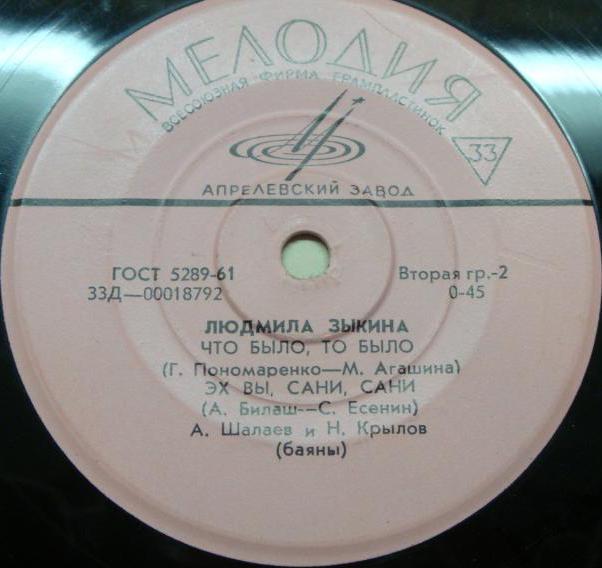 МЕЛОДИЯ
ВСЕСОЮЗНАЯ ФИРМА ГРАМПЛАСТИНОК
33
АПРЕЛЕВСКИЙ ЗАВОД
ГОСТ 5289-61
Вторая гр.-2
33Д—00018792
0-45
ЛЮДМИЛА ЗЫКИНА
ЧТО БЫЛО, ТО БЫЛО
(Г. Пономаренко—М. Агашина)
ЭХ ВЫ, САНИ, САНИ
(А. Билаш--С. Есенин)
А. Шалаев и Н. Крылов
(баяны)